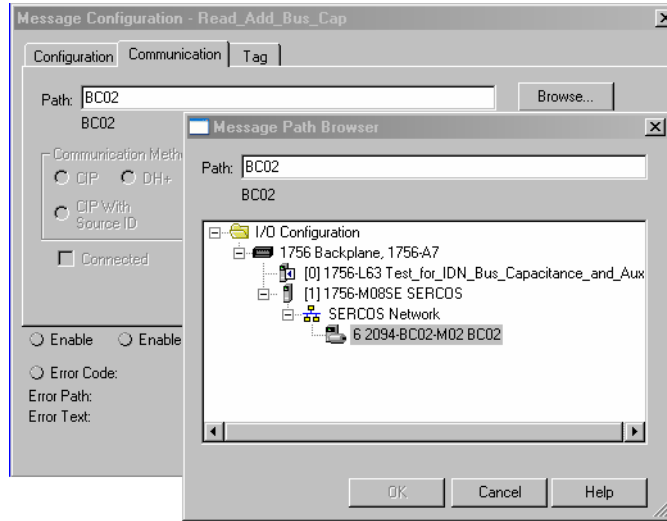 Message Configuration - Read_Add_Bus_Cap
Configuration Communication Tag
Path: BC02 Browse...
BC02
Communication
CIP DH+
CIP With
Source ID
Connected
Enable Enable
Error Code:
Error Path:
Error Text:
Message Path Browser
Path: BC02
BC02
I/O Configuration
1756 Backplane, 1756-A7
[0] 1756-L63 Test_for_IDN_Bus_Capacitance_and_Aux
[1] 1756-M08SE SERCOS
SERCOS Network
6 2094-BC02-M02 BC02
OK Cancel Help